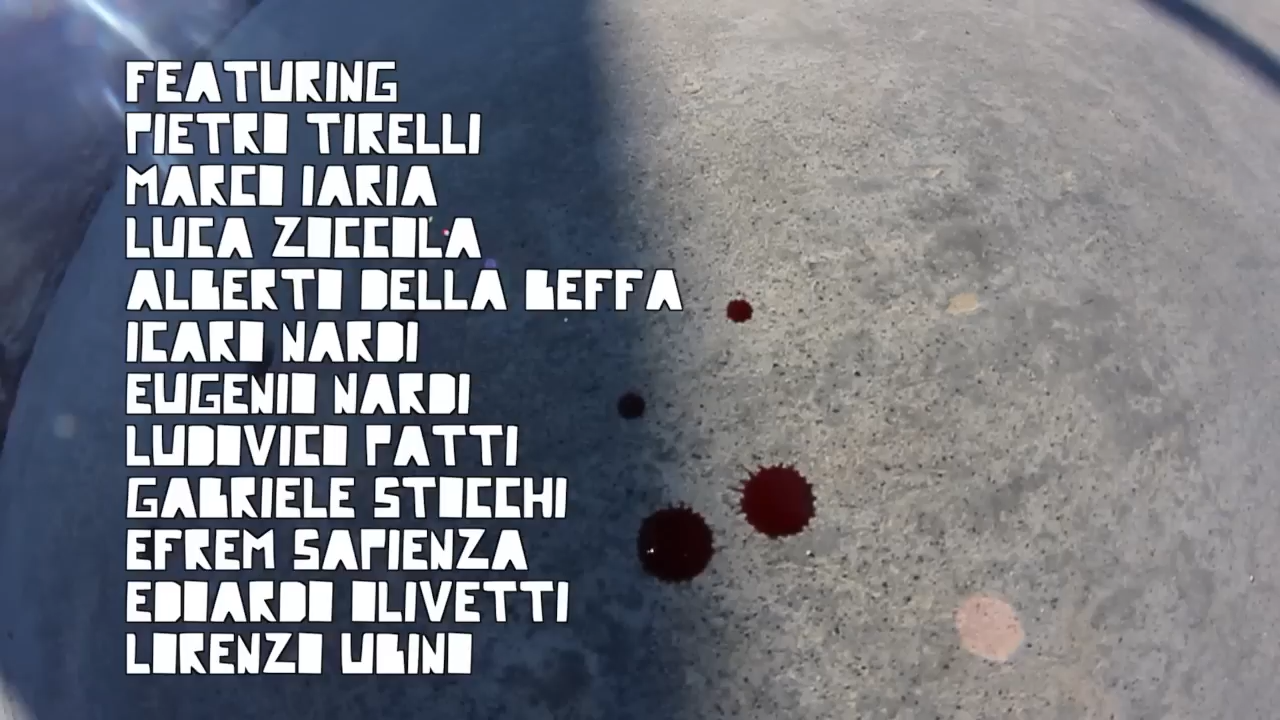 FEATURING
PIETRO TIRELLI
MARCO IARIA
LUCA ZOCCOLA
ALBERTO DELLA BEFFA
ICARO NARDI
EUGENIO NARDI
LUDOVICO PATTI
GABRIELE STOCCHI
EFREM SAPIENZA
EDOARDO OLIVETTI
LORENZO UBINO